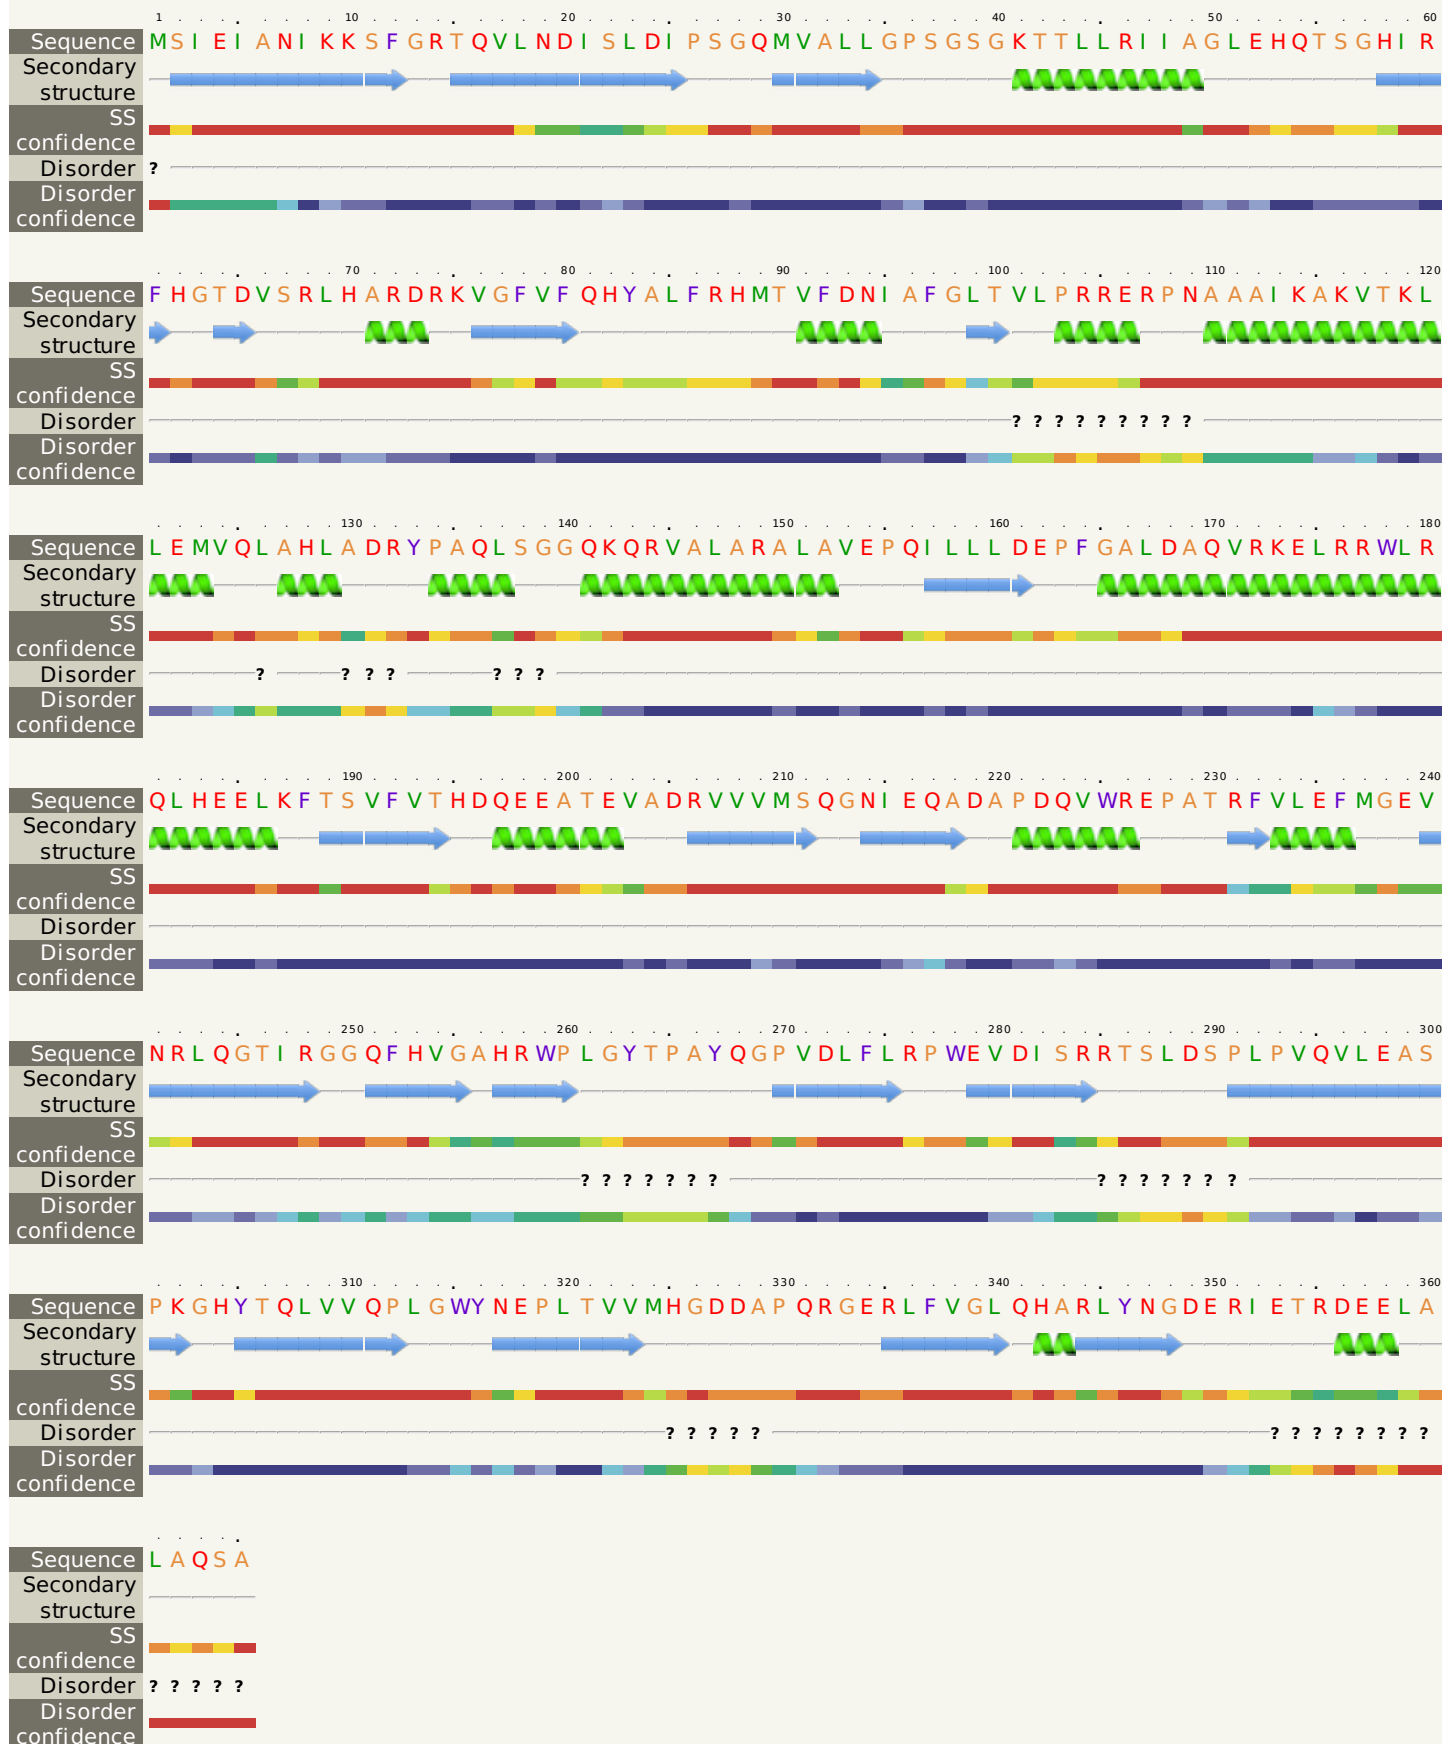 1 10 20 30 40 50 60
Sequence MSIEIANIKKSFGRTQVLNDISLDIPSGQMVALLGPSGSGKTTLLRIIAGLEHQTSGHIR
Secondary
structure
SS
confidence
Disorder ?
Disorder
confidence
70 80 90 100 110 120
Sequence FHGTDVSRLHARDRKVGFVFQHYALFRHMTVFDNIAFGLTVLPRRERPNAAAIKAKVTKL
Secondary
structure
SS
confidence
Disorder ? ? ? ? ? ? ? ? ?
Disorder
confidence
130 140 150 160 170 180
Sequence LEMVQLAHLADRYPAQLSGGQKQRVALARALAVEPQILLLDEPFGALDAQVRKELRRWLR
Secondary
structure
SS
confidence
Disorder ? ? ? ? ? ? ?
Disorder
confidence
190 200 210 220 230 240
Sequence QLHEELKFTSVFVTHDQEEATEVADRVVVMSQGNIEQADAPDQVWREPATRFVLEFMGEV
Secondary
structure
SS
confidence
Disorder
Disorder
confidence
250 260 270 280 290 300
Sequence NRLQGTIRGGQFHVGAHRWPLGYTPAYQGPVDLFLRPWEVDISRRTSLDSPLPVQVLEAS
Secondary
structure
SS
confidence
Disorder ? ? ? ? ? ? ? ? ? ? ? ? ? ?
Disorder
confidence
310 320 330 340 350 360
Sequence PKGHYTQLVVQPLGWYNEPLTVVMHGDDAPQRGERLFVGLQHARLYNGDERIETRDEELA
Secondary
structure
SS
confidence
Disorder ? ? ? ? ? ? ? ? ? ? ? ? ?
Disorder
confidence
Sequence LAQSA
Secondary
structure
SS
confidence
Disorder ? ? ? ? ?
Disorder
confidence